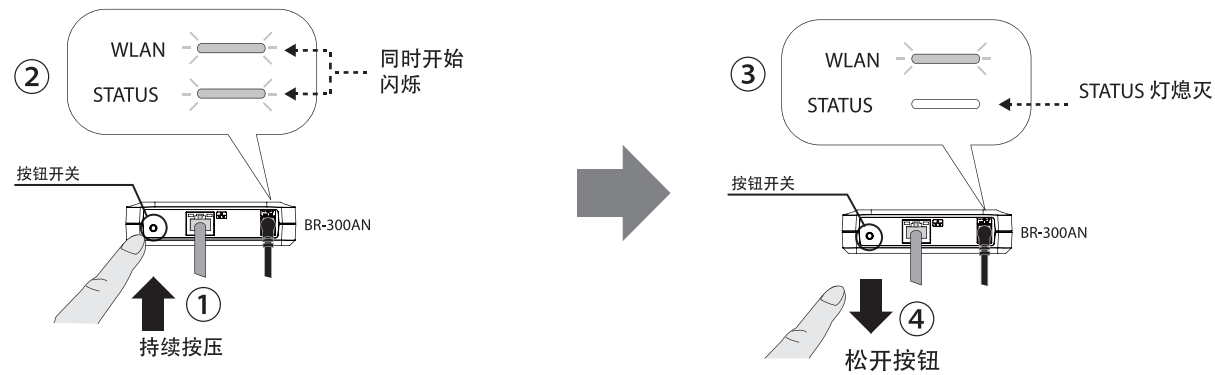 ②
WLAN
STATUS
同时开始
闪烁
按钮开关
BR-300AN
①
持续按压
③
WLAN
STATUS
STATUS 灯熄灭
按钮开关
BR-300AN
④
松开按钮